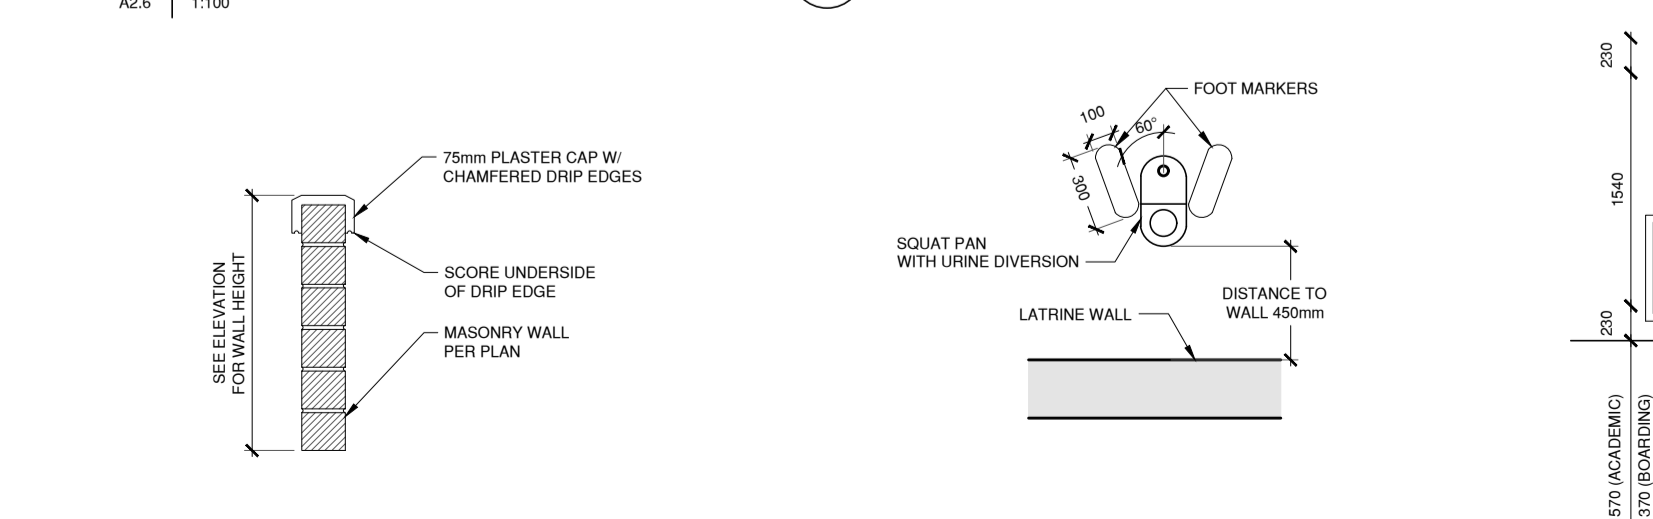 A2.6
1:100
75mm PLASTER CAP W/
CHAMFERED DRIP EDGES
SCORE UNDERSIDE
OF DRIP EDGE
MASONRY WALL
PER PLAN
SEE ELEVATION
FOR WALL HEIGHT
FOOT MARKERS
100
60°
300
SQUAT PAN
WITH URINE DIVERSION
DISTANCE TO
WALL 450mm
LATRINE WALL
230
1540
230
570 (ACADEMIC)
370 (BOARDING)